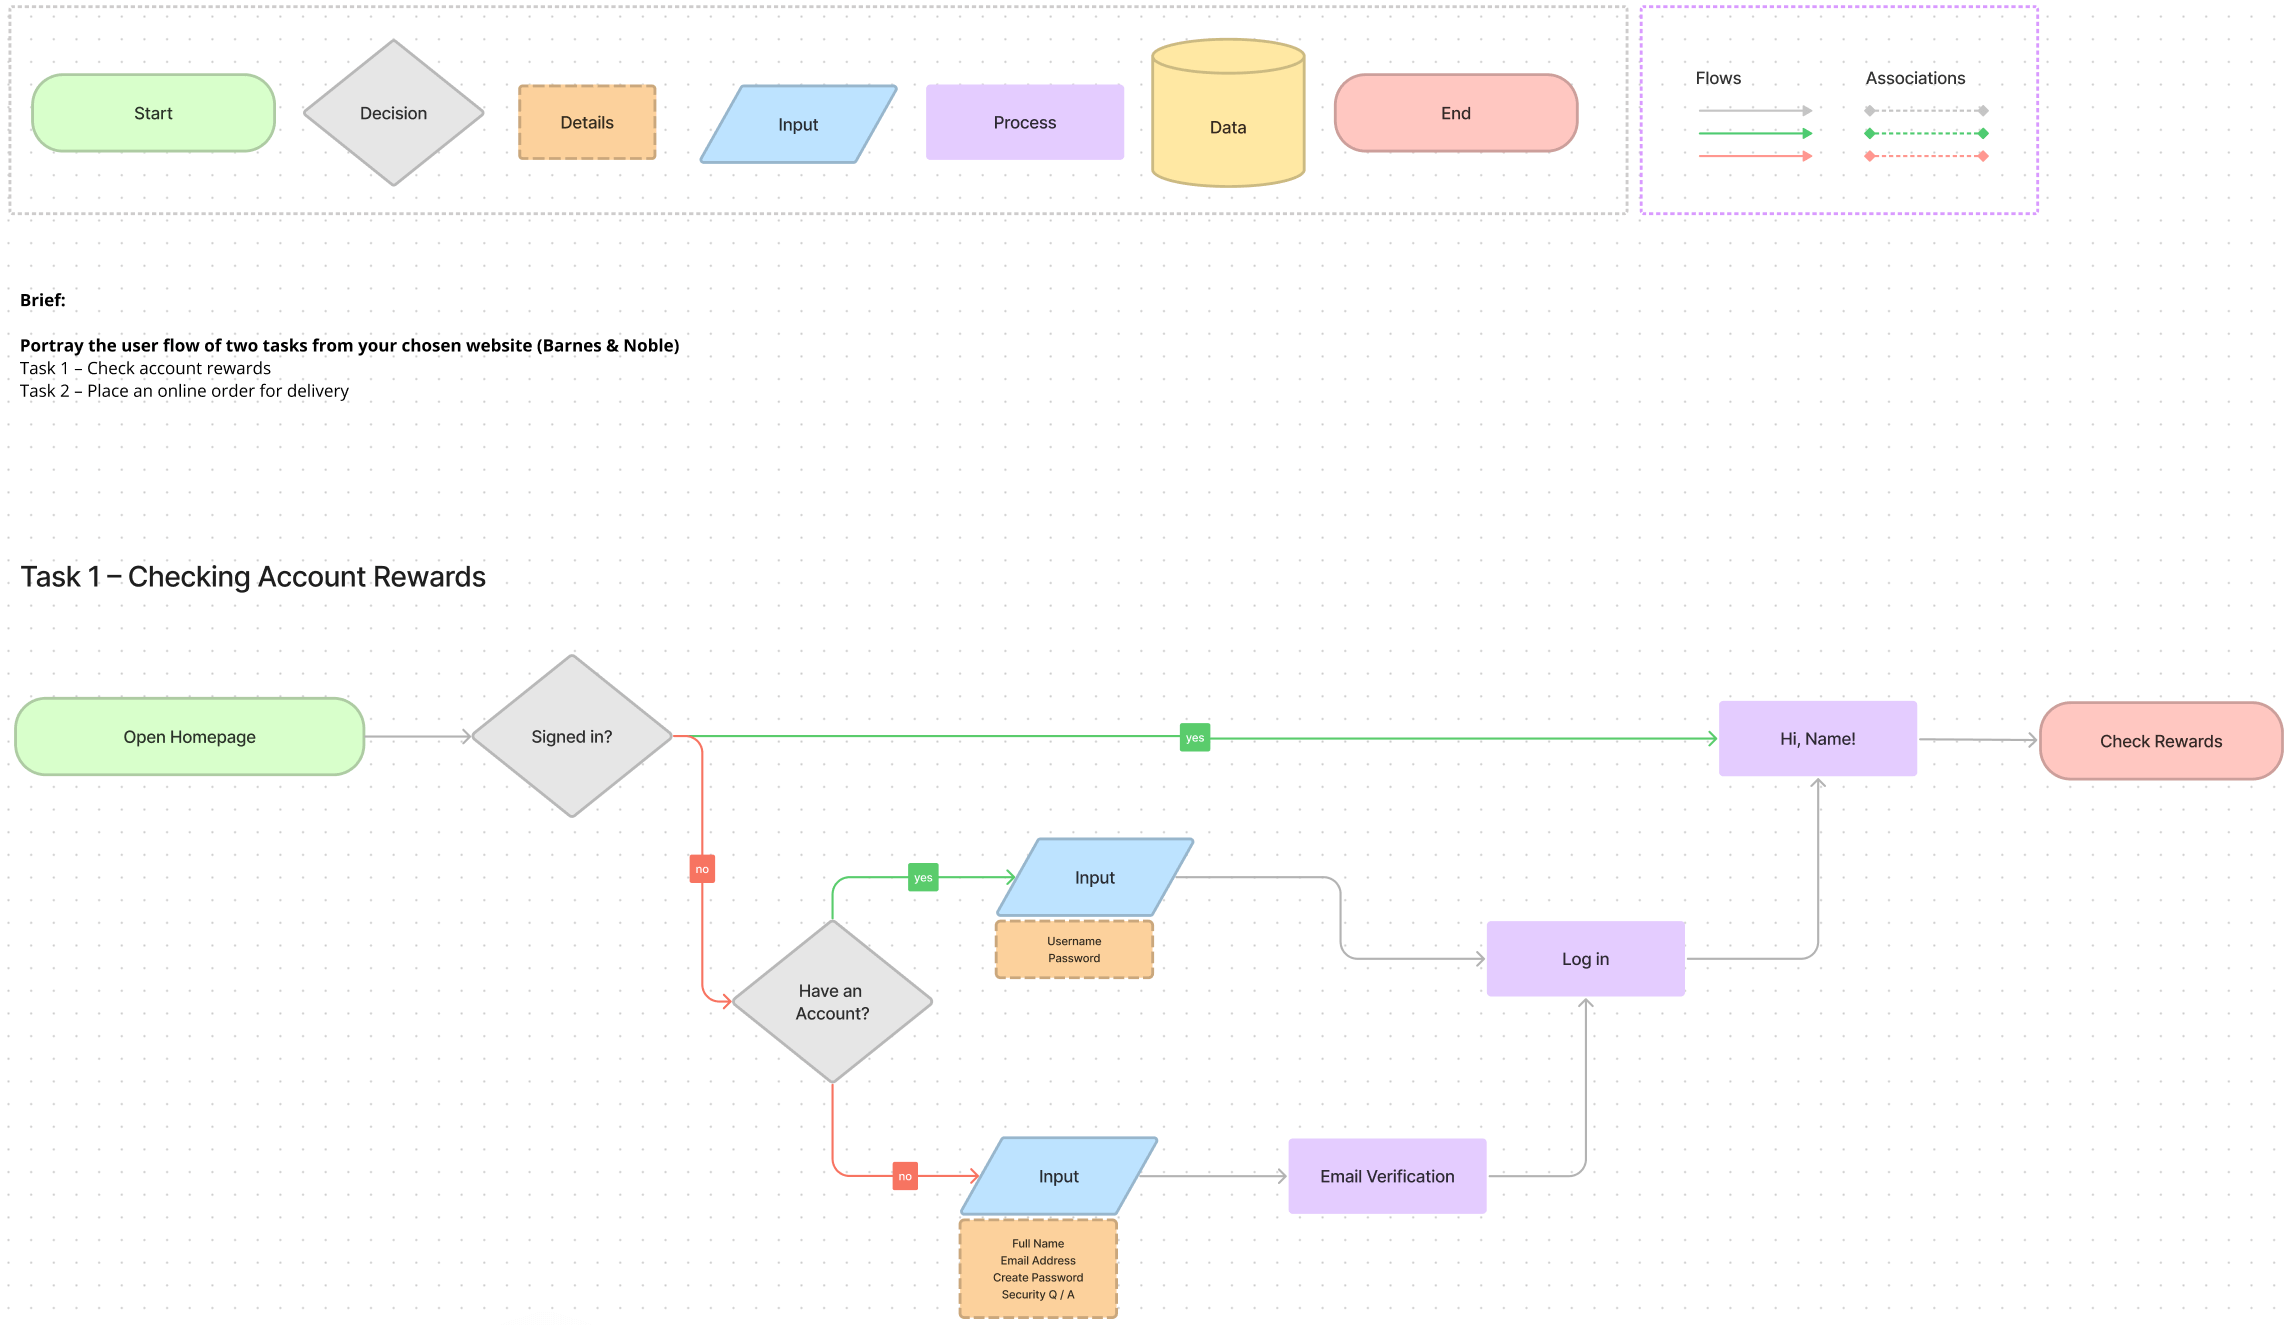 Start
Decision
Details
Input
Process
Data
End
Flows
Associations
Brief:
Portray the user flow of two tasks from your chosen website (Barnes & Noble)
Task 1 – Check account rewards
Task 2 – Place an online order for delivery
Task 1 – Checking Account Rewards
Open Homepage
Signed in?
yes
Hi, Name!
Check Rewards
no
yes
Input
Username
Password
Log in
Have an
Account?
no
Input
Email Verification
Full Name
Email Address
Create Password
Security Q / A